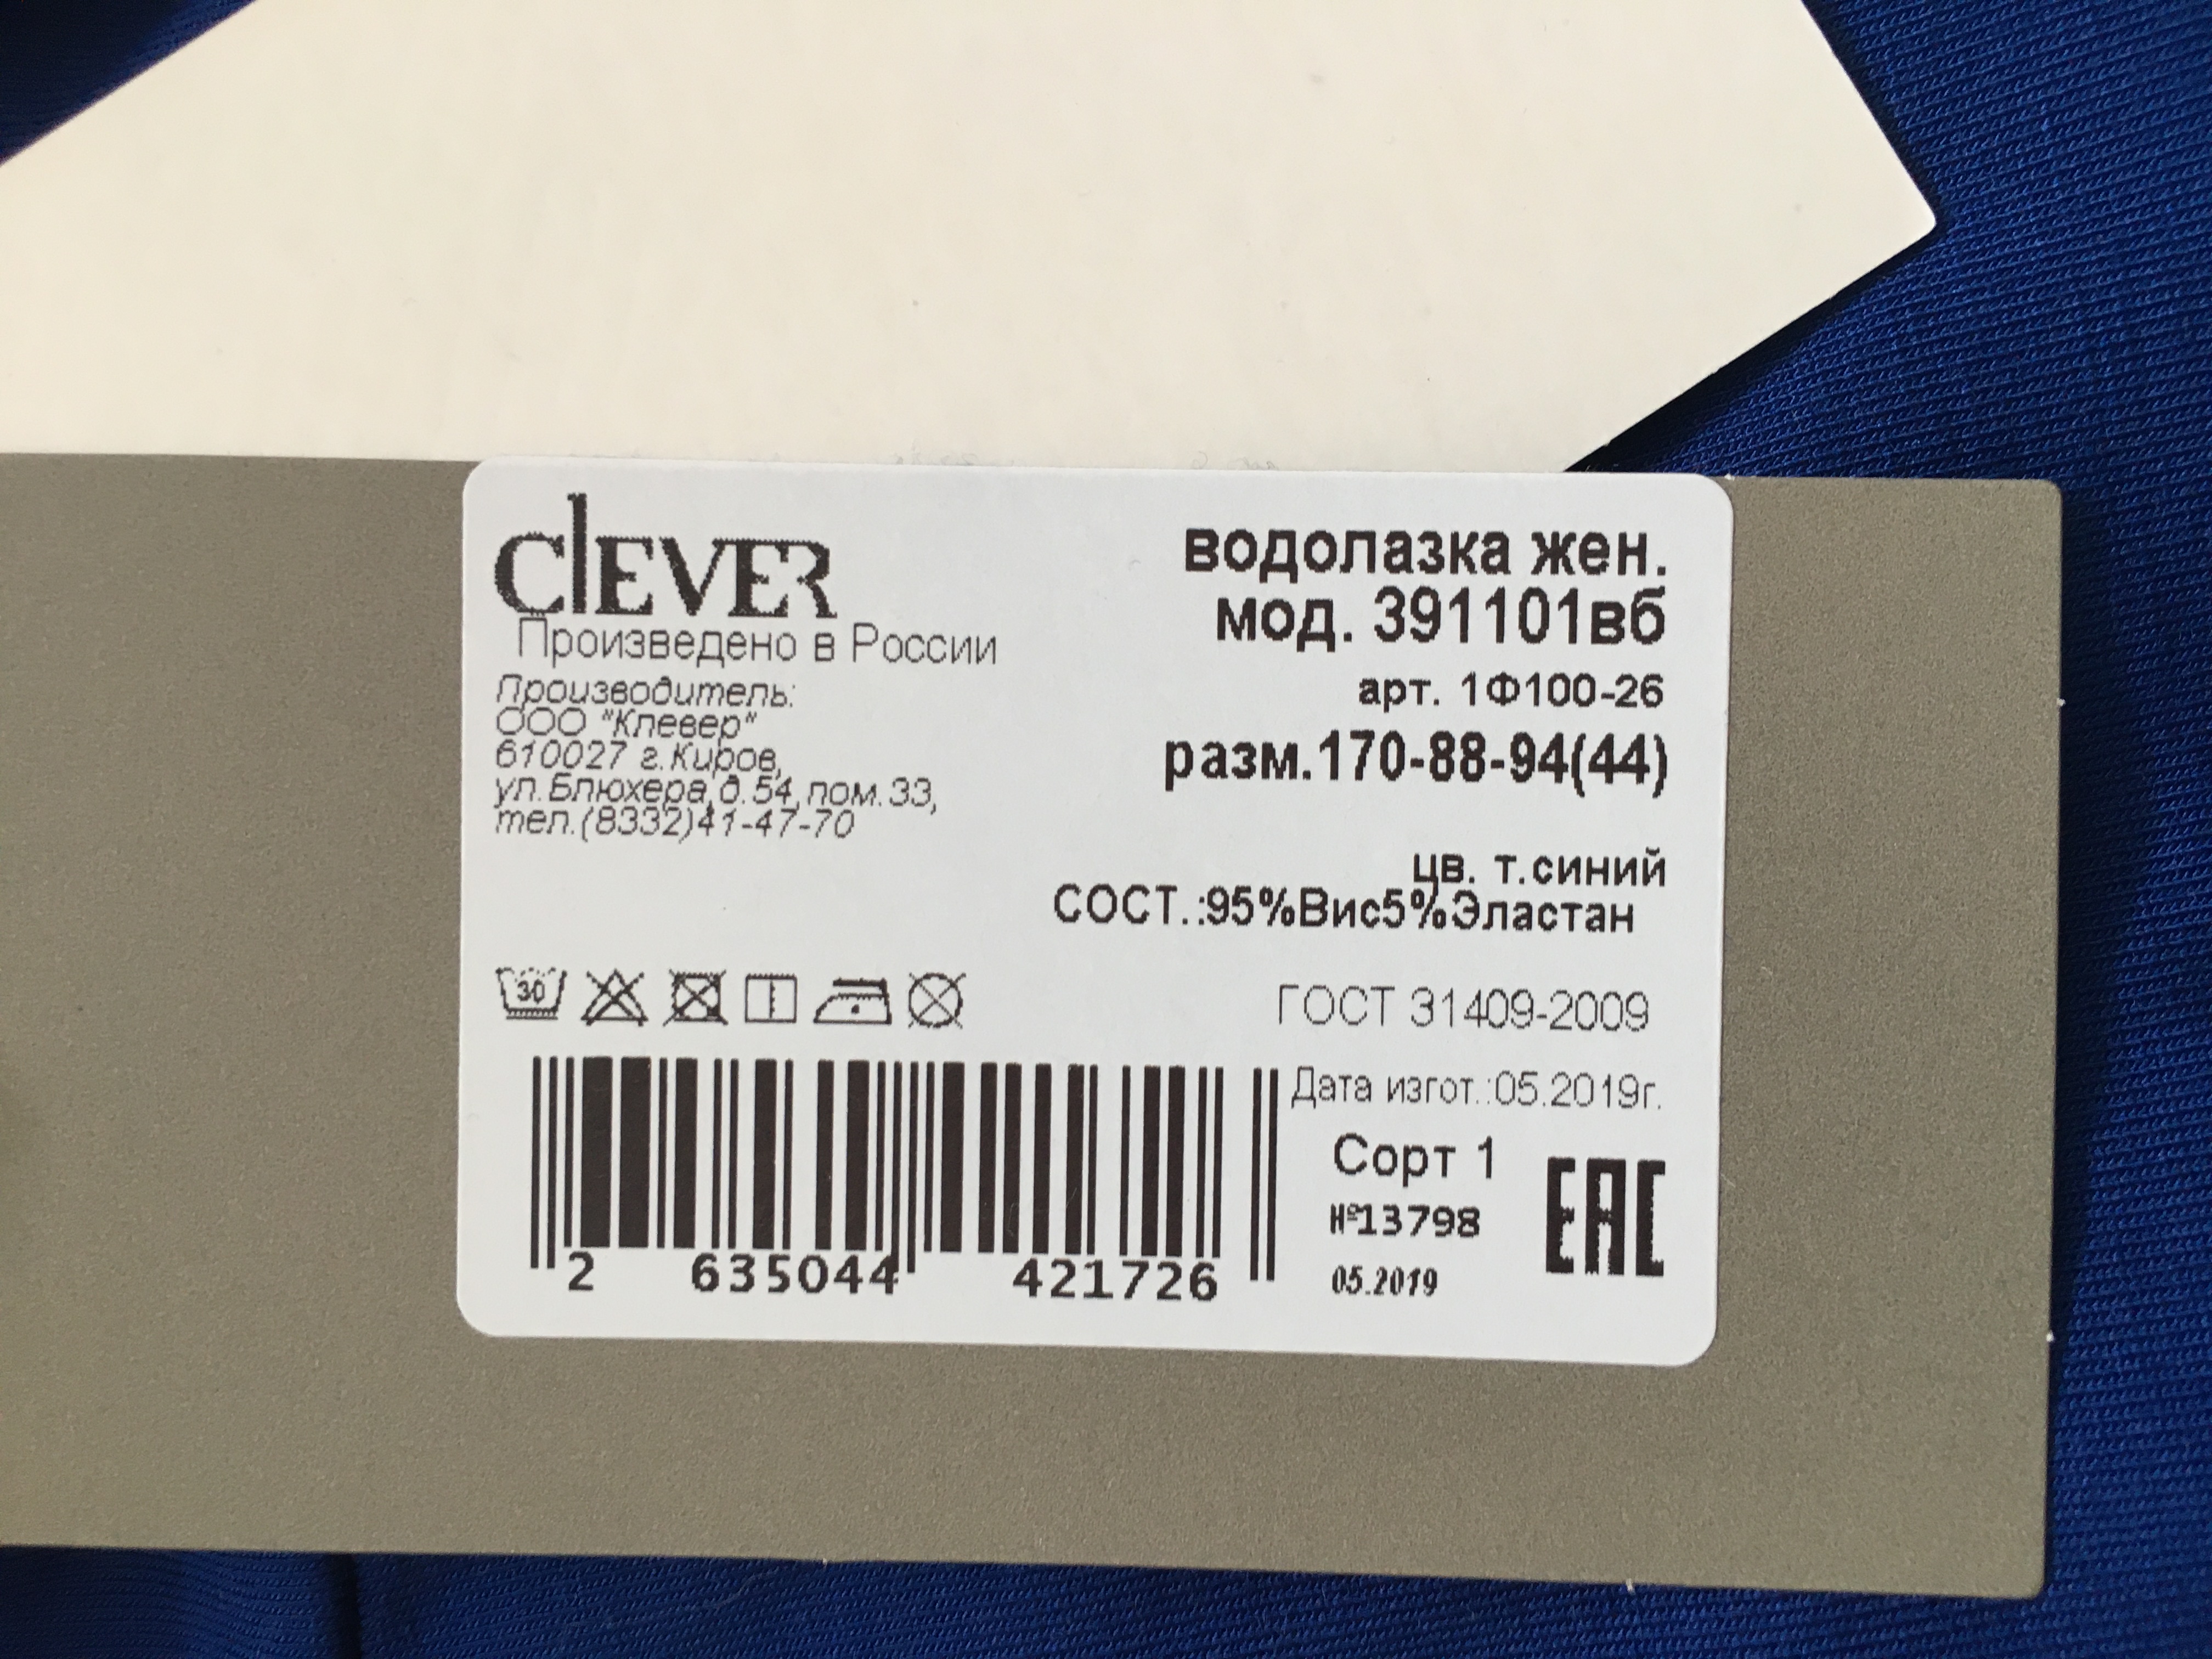 ClEVER
Произведено в России
Производитель:
ООО "Клевер"
610027 г.Киров,
ул.Блюхера,д.54,пом.33,
тел.(8332)41-47-70
водолазка жен.
мод. 391101вб
арт. 1Ф100-26
разм.170-88-94(44)
цв. т.синий
СОСТ.:95%Вис5%Эластан
30
ГОСТ 31409-2009
Дата изгот.:05.2019г.
Сорт 1
№13798
05.2019
EAC
2 635044 421726